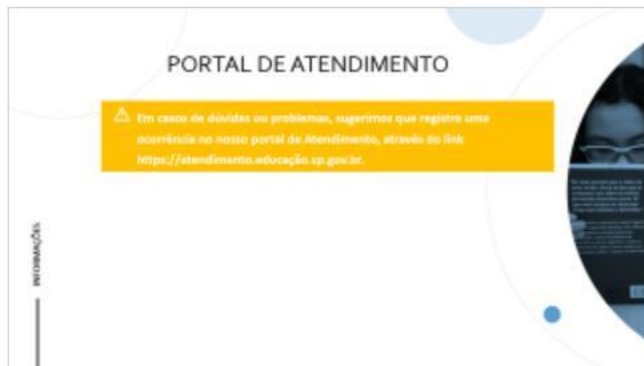 PORTAL DE ATENDIMENTO
Em casos de dúvidas ou problemas, sugerimos que registre uma
ocorrência no nosso portal de Atendimento, através do link
https://atendimento.educação.sp.gov.br.
INFORMAÇÕES